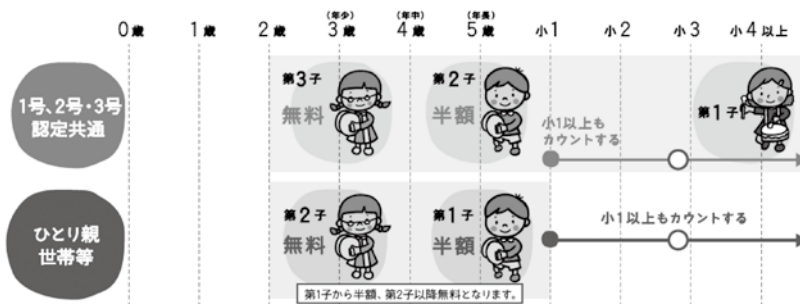 (年少) (年中) (年長)
0歳 1歳 2歳 3歳 4歳 5歳 小1 小2 小3 小4以上
1号、2号・3号
認定共通
第3子
無料
第2子
半額
小1以上も
カウントする
第1子
ひとり親
世帯等
第2子
無料
第1子
半額
小1以上もカウントする
第1子から半額、第2子以降無料となります。